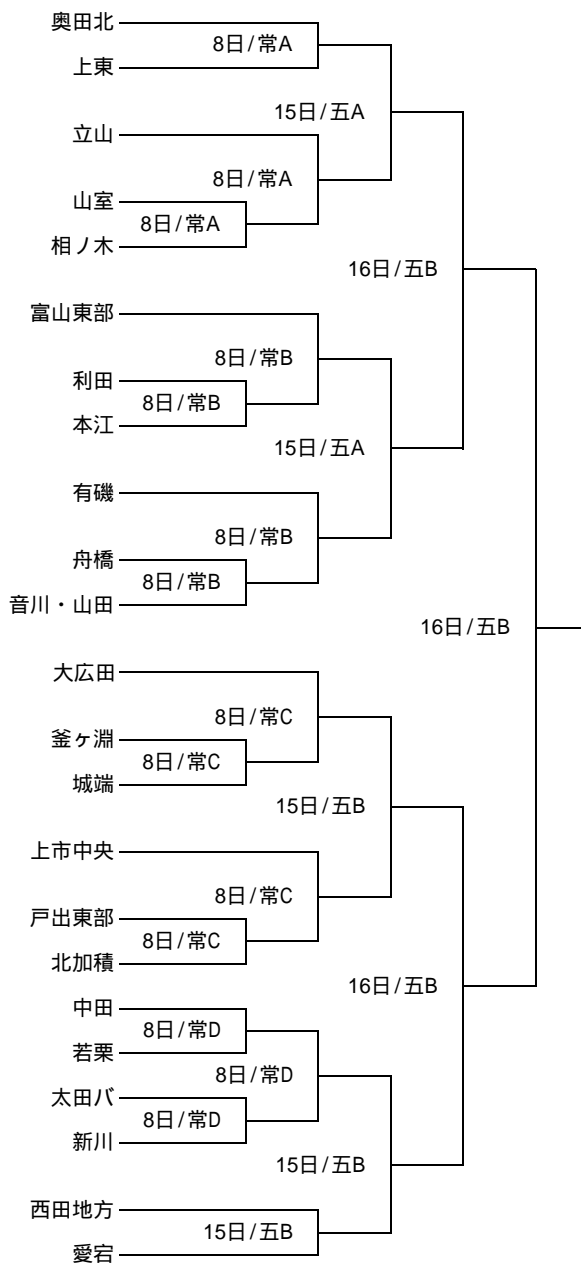 奥田北
8日/常A
上東
15日/五A
立山
8日/常A
山室
8日/常A
相ノ木
16日/五B
富山東部
8日/常B
利田
8日/常B
本江
15日/五A
有磯
8日/常B
舟橋
8日/常B
音川・山田
16日/五B
大広田
8日/常C
釜ヶ淵
8日/常C
城端
15日/五B
上市中央
8日/常C
戸出東部
8日/常C
北加積
16日/五B
中田
8日/常D
若栗
8日/常D
太田バ
8日/常D
新川
15日/五B
西田地方
15日/五B
愛宕